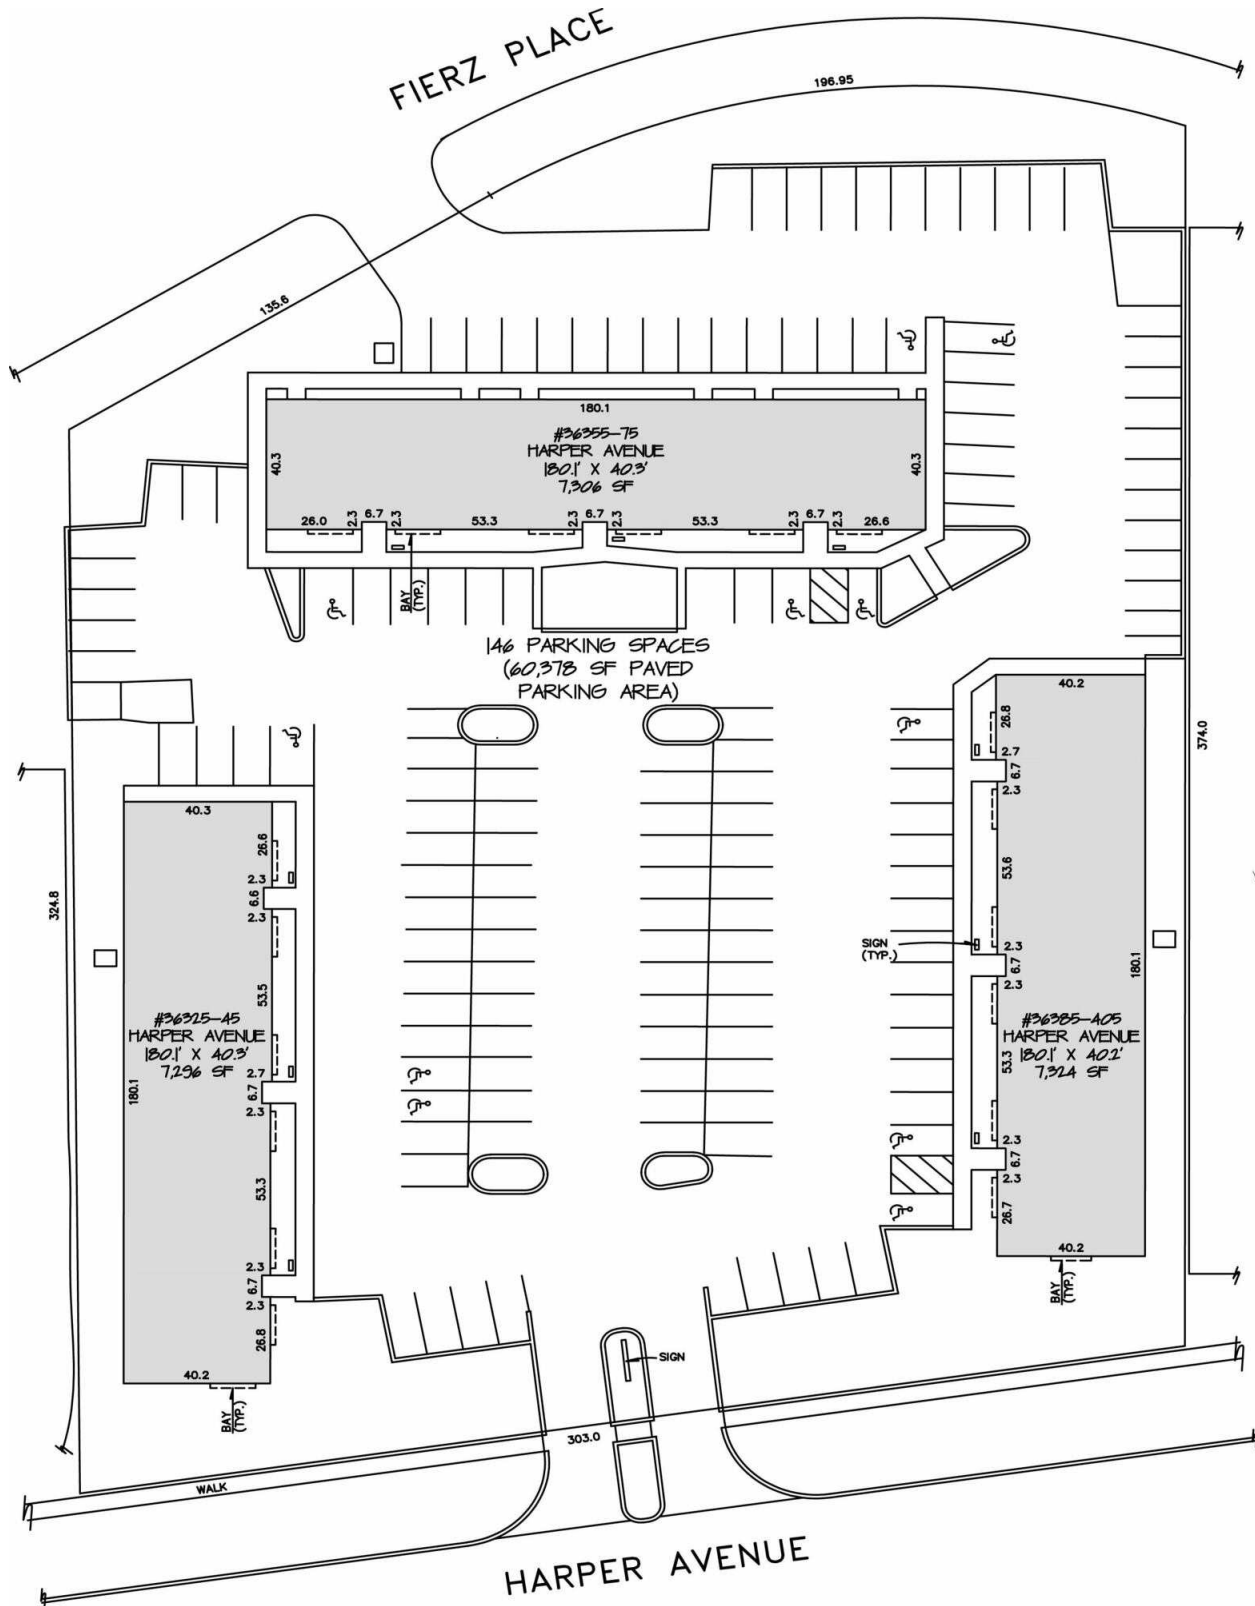 FIERZ PLACE
196.95
135.6
180.1
#36355-75
HARPER AVENUE
180.1' X 40.3'
7,306 SF
40.3
40.3
26.0
2.3
6.7
2.3
53.3
2.3
6.7
2.3
53.3
2.3
6.7
2.3
26.6
BAY
(TYP.)
146 PARKING SPACES
(60,378 SF PAVED
PARKING AREA)
40.2
26.8
2.7
6.7
2.3
53.6
374.0
SIGN
(TYP.)
2.3
6.7
2.3
180.1
#36385-405
HARPER AVENUE
180.1' X 40.2'
7,324 SF
53.3
2.3
6.7
2.3
26.7
40.2
BAY
(TYP.)
40.3
26.6
2.3
6.6
2.3
324.8
53.5
#36325-45
HARPER AVENUE
180.1' X 40.3'
7,296 SF
180.1
2.7
6.7
2.3
53.3
2.3
6.7
2.3
26.8
40.2
BAY
(TYP.)
SIGN
303.0
WALK
HARPER AVENUE